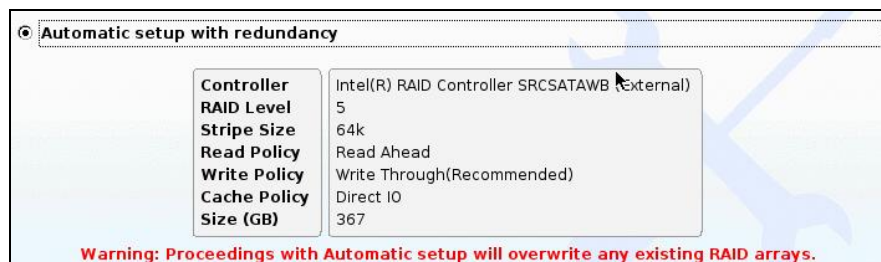 Automatic setup with redundancy
Controller Intel(R) RAID Controller SRCSATAWB (External)
RAID Level 5
Stripe Size 64k
Read Policy Read Ahead
Write Policy Write Through(Recommended)
Cache Policy Direct IO
Size (GB) 367
Warning: Proceedings with Automatic setup will overwrite any existing RAID arrays.